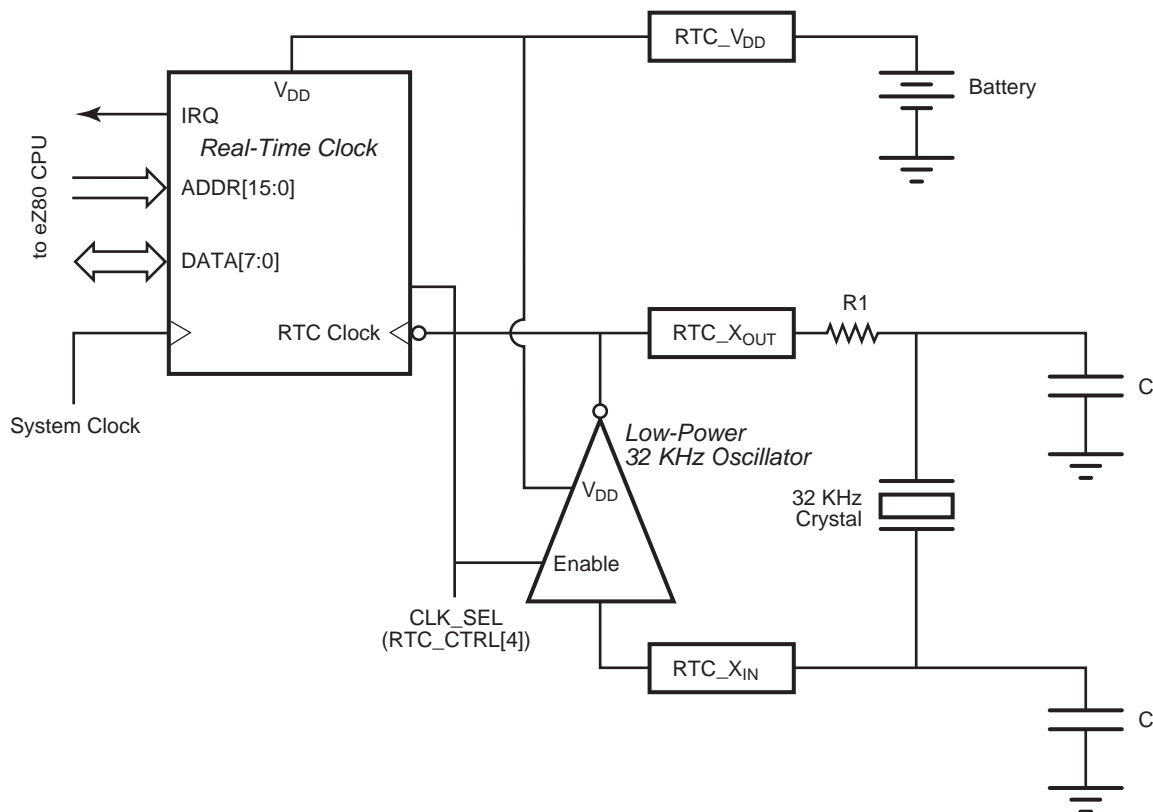 RTC_VDD
Battery
VDD
IRQ
Real-Time Clock
to eZ80 CPU
ADDR[15:0]
DATA[7:0]
RTC Clock
System Clock
RTC_XOUT
R1
C
Low-Power
32 KHz Oscillator
VDD
Enable
32 KHz
Crystal
CLK_SEL
(RTC_CTRL[4])
RTC_XIN
C